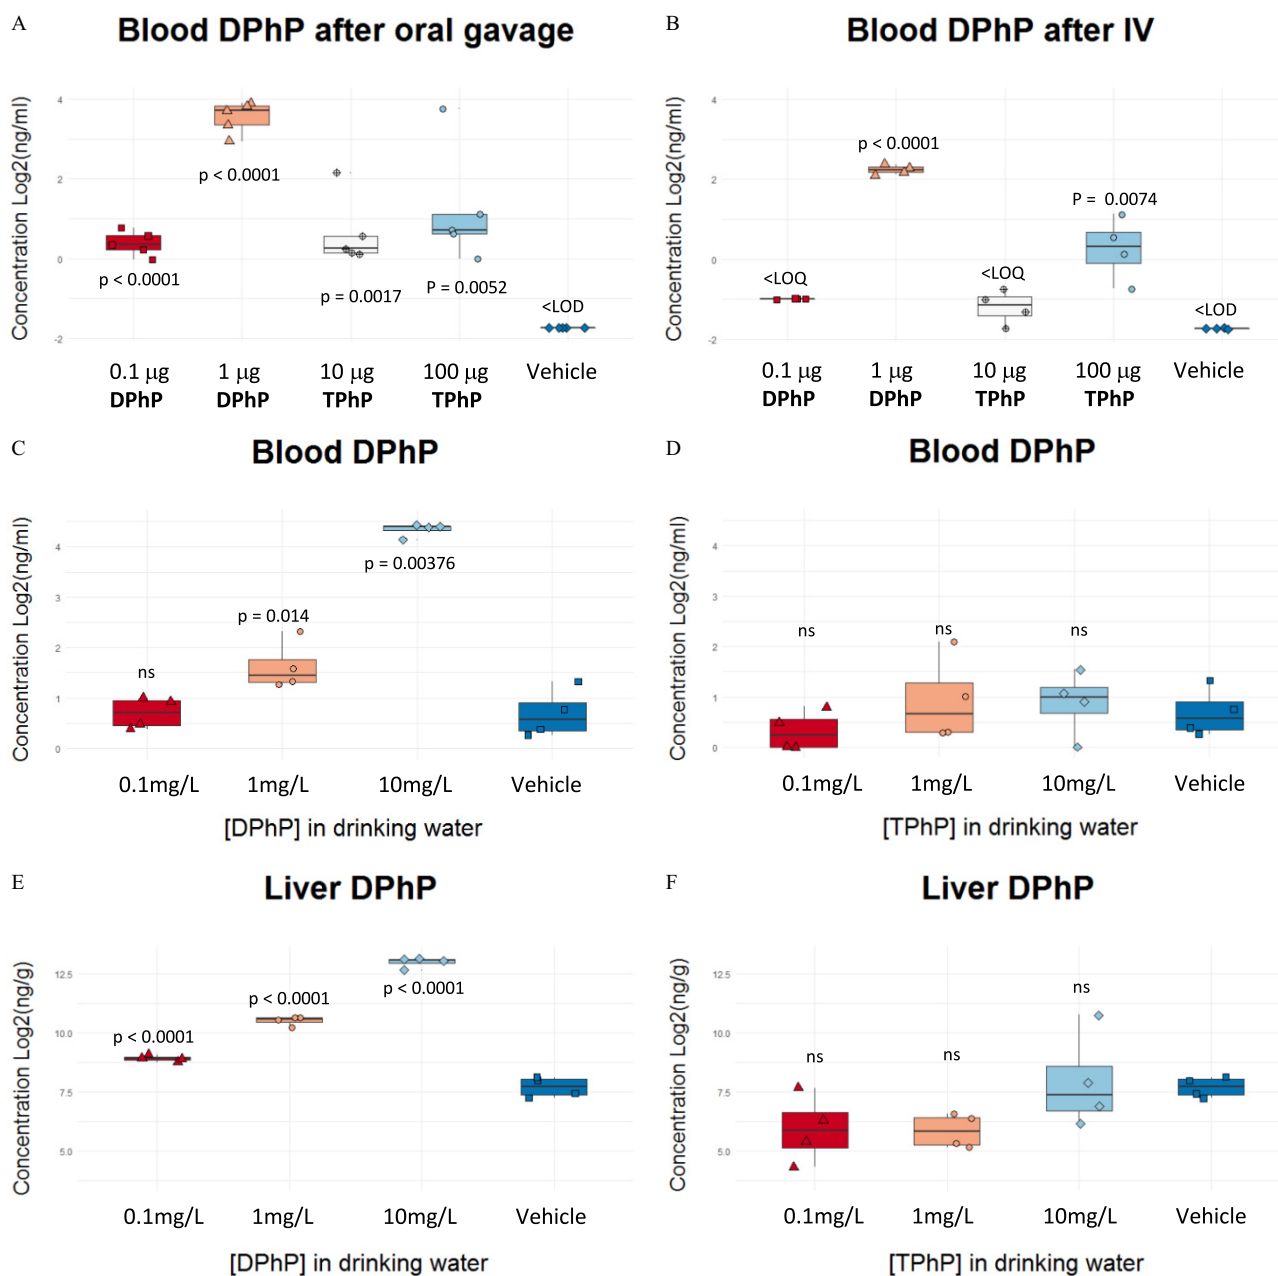 A
Blood DPhP after oral gavage
Concentration Log2(ng/ml)
4
2
0
-2
p < 0.0001
p < 0.0001
p = 0.0017
P = 0.0052
<LOD
0.1 µg
DPhP
1 µg
DPhP
10 µg
TPhP
100 µg
TPhP
Vehicle
B
Blood DPhP after IV
Concentration Log2(ng/ml)
4
2
0
-2
<LOQ
p < 0.0001
<LOQ
P = 0.0074
<LOD
0.1 µg
DPhP
1 µg
DPhP
10 µg
TPhP
100 µg
TPhP
Vehicle
C
Blood DPhP
Concentration Log2(ng/ml)
4
3
2
1
0
ns
p = 0.014
p = 0.00376
0.1mg/L
1mg/L
10mg/L
Vehicle
[DPhP] in drinking water
D
Blood DPhP
Concentration Log2(ng/ml)
4
3
2
1
0
ns
ns
ns
0.1mg/L
1mg/L
10mg/L
Vehicle
[TPhP] in drinking water
E
Liver DPhP
Concentration Log2(ng/g)
12.5
10.0
7.5
5.0
p < 0.0001
p < 0.0001
p < 0.0001
0.1mg/L
1mg/L
10mg/L
Vehicle
[DPhP] in drinking water
F
Liver DPhP
Concentration Log2(ng/g)
12.5
10.0
7.5
5.0
ns
ns
ns
0.1mg/L
1mg/L
10mg/L
Vehicle
[TPhP] in drinking water